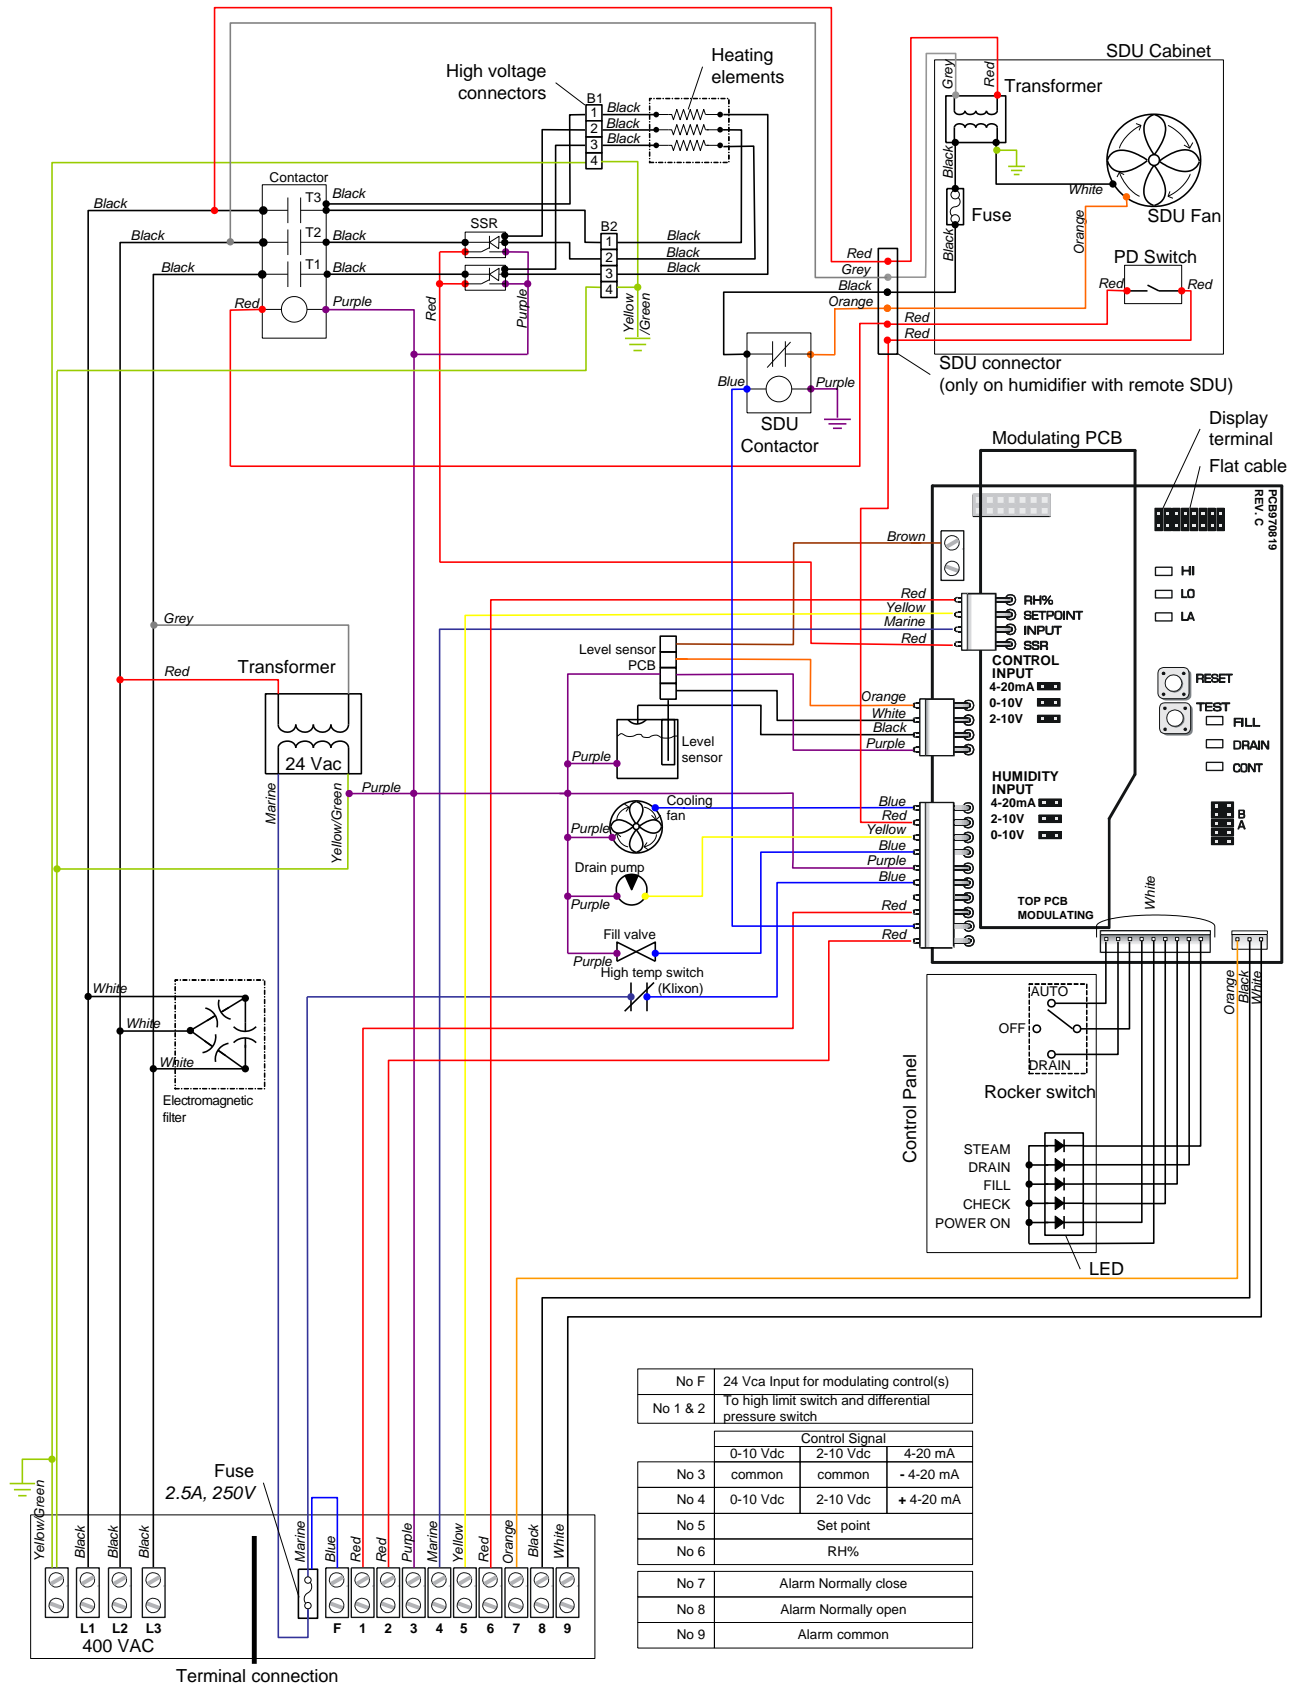 SDU Cabinet
Heating
elements
High voltage
connectors
Grey
Red
Transformer
B1
1
2
3
4
Black
Black
Black
Black
Contactor
T3
Black
Black
White
SDU Fan
Fuse
SSR
B2
Black
T2
Black
1
2
3
4
Black
Black
Black
Black
Orange
PD Switch
Black
T1
Black
Red
Grey
Black
Orange
Red
Red
Red
Red
Red
Purple
Red
Purple
Yellow
/Green
SDU connector
(only on humidifier with remote SDU)
Blue
Purple
SDU
Contactor
Display
terminal
Flat cable
Modulating PCB
PCB970819
REV. C
Brown
HI
LO
LA
Red
Yellow
Marine
Red
RH%
SETPOINT
INPUT
SSR
CONTROL
INPUT
4-20mA
0-10V
2-10V
Grey
Level sensor
PCB
Transformer
Red
RESET
TEST
FILL
DRAIN
CONT
Orange
White
Black
Purple
Level
sensor
Purple
24 Vac
Marine
Yellow/Green
Purple
HUMIDITY
INPUT
4-20mA
2-10V
0-10V
B
A
Cooling
fan
Purple
Blue
Red
Yellow
Blue
Purple
Blue
Red
Red
Drain pump
Purple
TOP PCB
MODULATING
White
Fill valve
Purple
High temp switch
(Klixon)
Orange
Black
White
White
White
White
Electromagnetic
filter
AUTO
OFF
DRAIN
Rocker switch
Control Panel
STEAM
DRAIN
FILL
CHECK
POWER ON
LED
No F 24 Vca Input for modulating control(s)
No 1 & 2 To high limit switch and differential
pressure switch
Control Signal
0-10 Vdc 2-10 Vdc 4-20 mA
No 3 common common - 4-20 mA
No 4 0-10 Vdc 2-10 Vdc + 4-20 mA
No 5 Set point
No 6 RH%
No 7 Alarm Normally close
No 8 Alarm Normally open
No 9 Alarm common
Fuse
2.5A, 250V
Yellow/Green
Black
Black
Black
Marine
Blue
Red
Red
Purple
Marine
Yellow
Red
Orange
Black
White
L1 L2 L3
F 1 2 3 4 5 6 7 8 9
400 VAC
Terminal connection